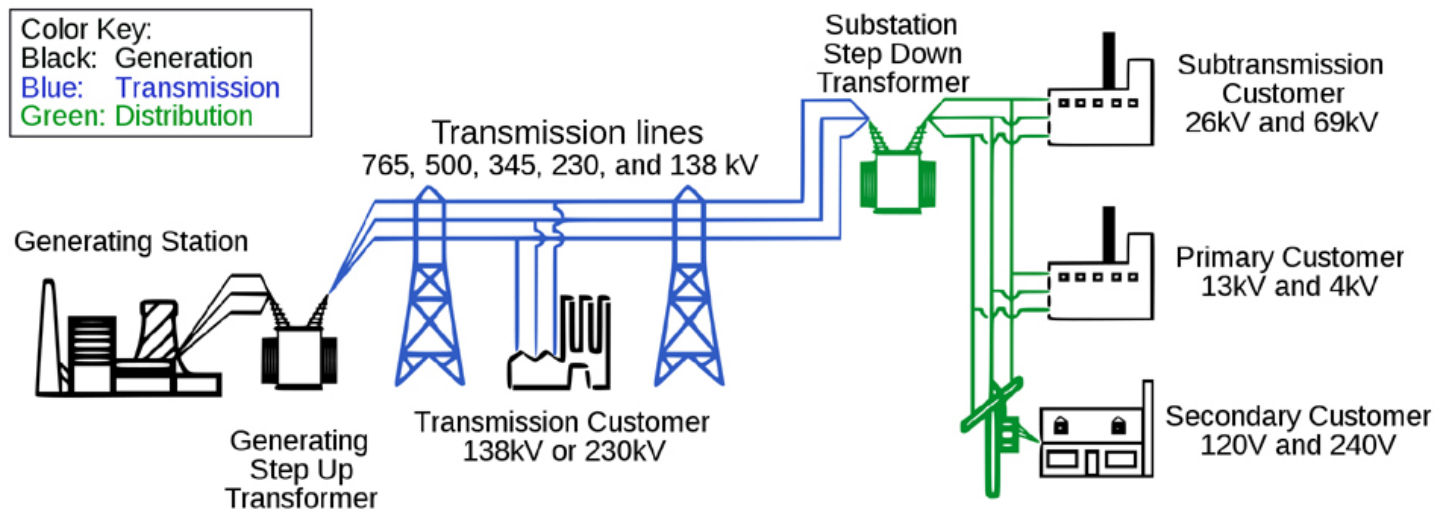 Color Key:
Black: Generation
Blue: Transmission
Green: Distribution
Substation
Step Down
Transformer
Subtransmission
Customer
26kV and 69kV
Transmission lines
765, 500, 345, 230, and 138 kV
Generating Station
Primary Customer
13kV and 4kV
Transmission Customer
138kV or 230kV
Generating
Step Up
Transformer
Secondary Customer
120V and 240V